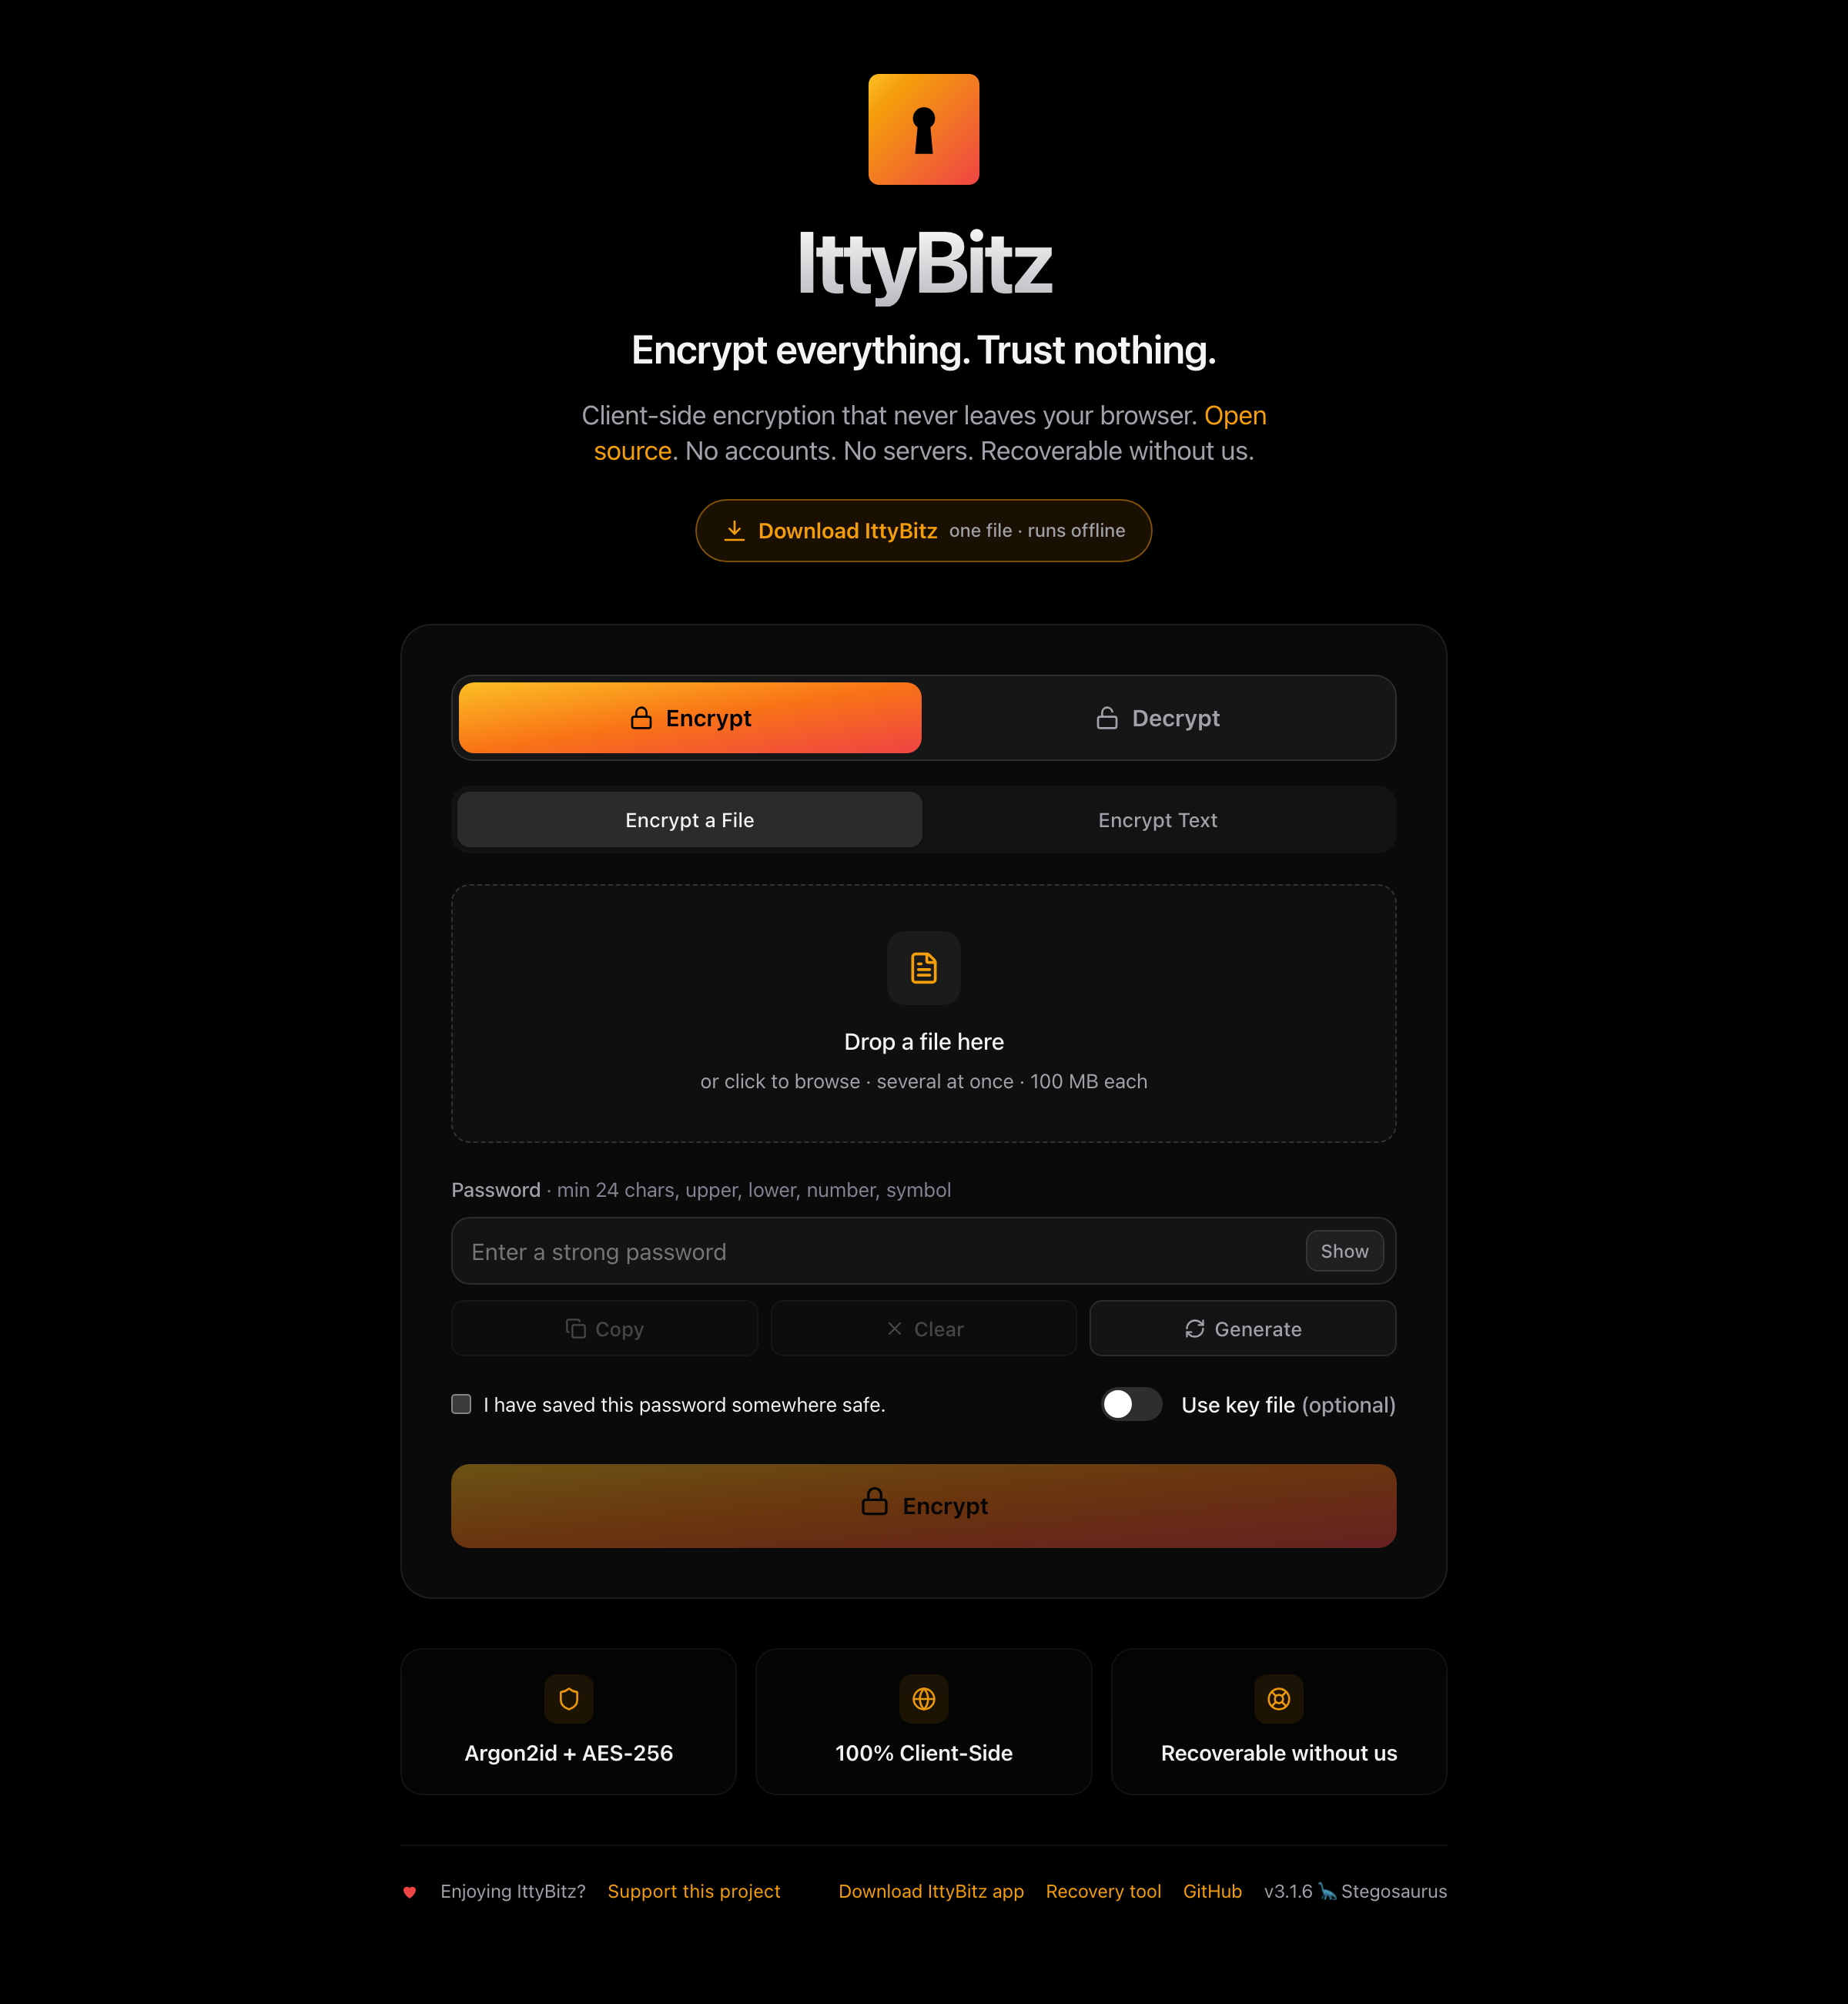 IttyBitz
Encrypt everything. Trust nothing.
Client-side encryption that never leaves your browser. Open
source. No accounts. No servers. Recoverable without us.
Download IttyBitz one file · runs offline
Encrypt
Decrypt
Encrypt a File
Encrypt Text
Drop a file here
or click to browse · several at once · 100 MB each
Password · min 24 chars, upper, lower, number, symbol
Enter a strong password
Show
Copy
Clear
Generate
I have saved this password somewhere safe.
Use key file (optional)
Encrypt
Argon2id + AES-256
100% Client-Side
Recoverable without us
Enjoying IttyBitz? Support this project
Download IttyBitz app Recovery tool GitHub v3.1.6 🦕 Stegosaurus